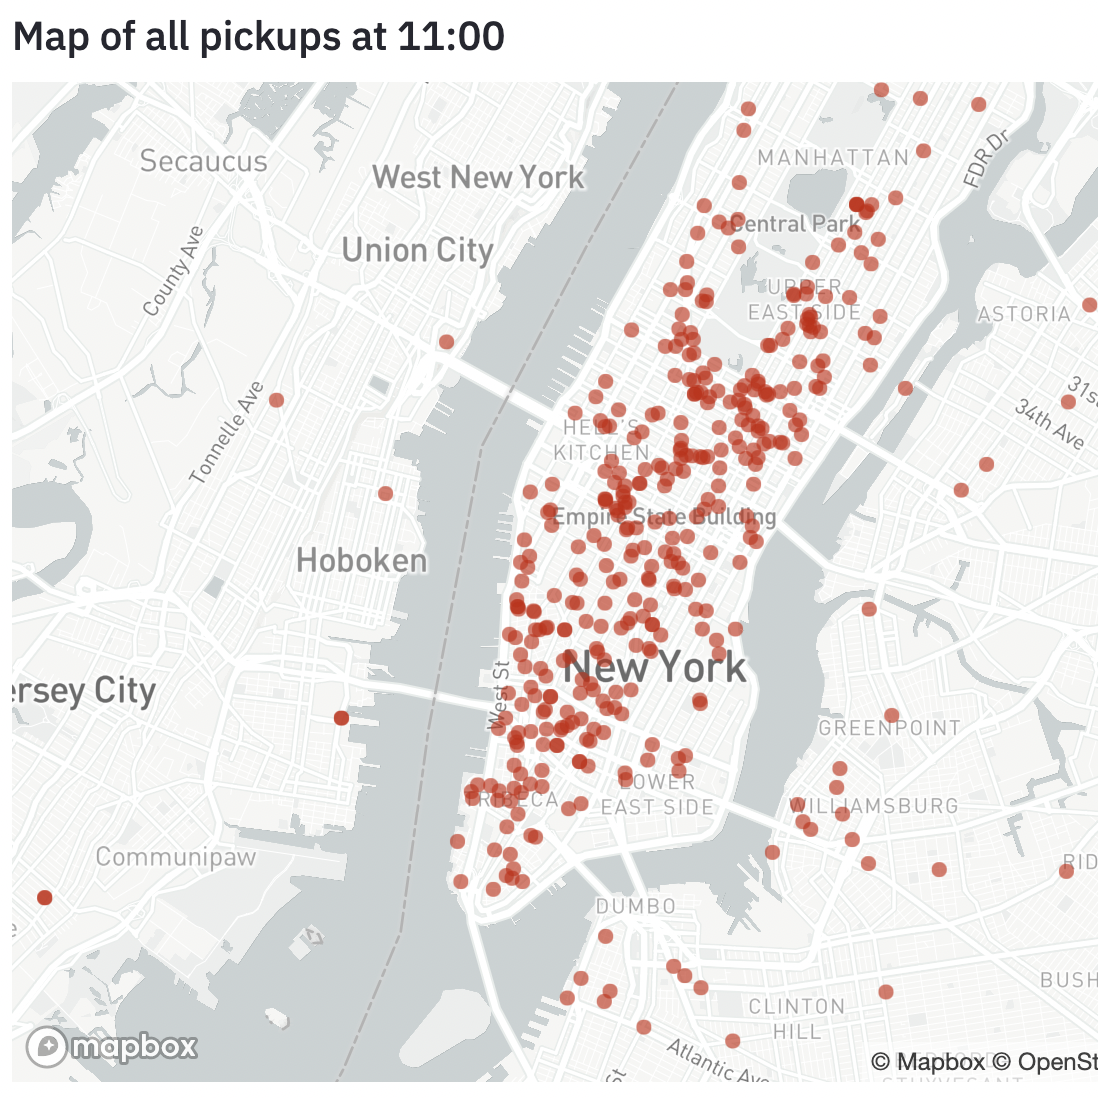 Map of all pickups at 11:00
Secaucus
MANHATTAN
FDR Dr
West New York
Central Park
Union City
County Ave
UPPER
EAST SIDE
ASTORIA
Tonnelle Ave
34th Ave
HELL'S
KITCHEN
Empire State Building
Hoboken
New York
ersey City
West St
GREENPOINT
LOWER
EAST SIDE
TRIBECA
WILLIAMSBURG
Communipaw
RID
DUMBO
BUSH
CLINTON
HILL
mapbox
Atlantic Av
© Mapbox © OpenSt